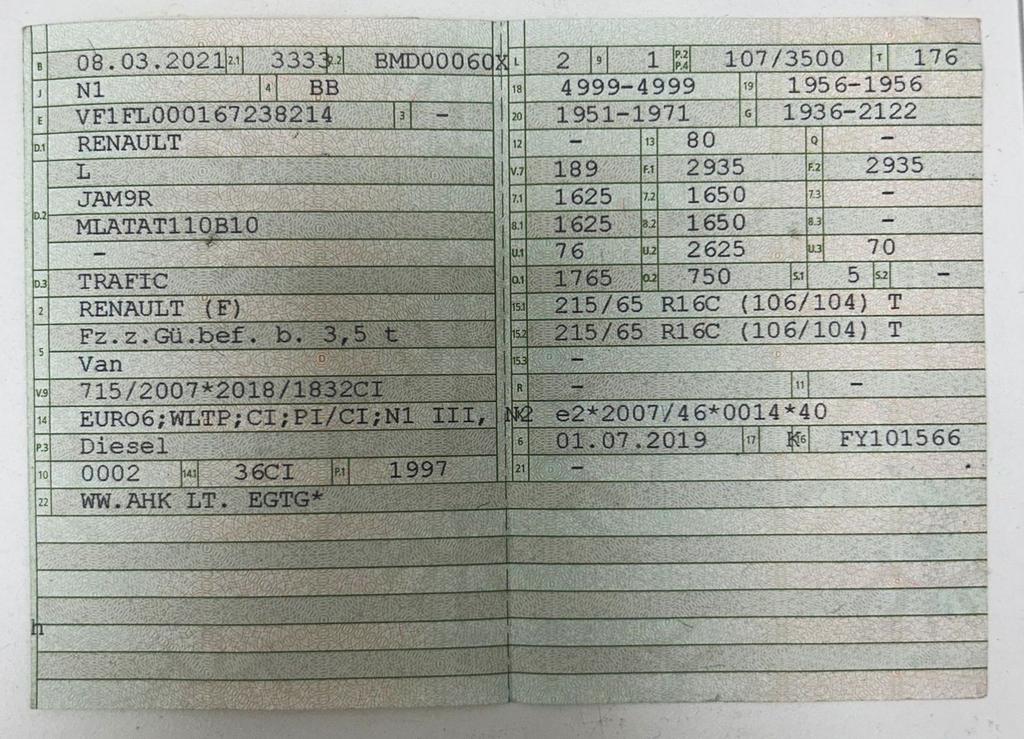 B 08.03.2021 2.1 3333 2.2 BMD00060X
J N1 4 BB
E VF1FL000167238214 3 -
D.1 RENAULT
L
D.2 JAM9R
MLATAT110B10
-
D.3 TRAFIC
2 RENAULT (F)
5 Fz.z.Gü.bef. b. 3,5 t
Van
V.9 715/2007*2018/1832CI
14 EURO6;WLTP;CI;PI/CI;N1 III, N2
P.3 Diesel
10 0002 14.1 36CI P.1 1997
22 WW.AHK LT. EGTG*
h
L 2 9 1 P.2 P.4 107/3500 T 176
18 4999-4999 19 1956-1956
20 1951-1971 G 1936-2122
12 - 13 80 Q -
V.7 189 F.1 2935 F.2 2935
7.1 1625 7.2 1650 7.3 -
8.1 1625 8.2 1650 8.3 -
U.1 76 U.2 2625 U.3 70
O.1 1765 O.2 750 S.1 5 S.2 -
15.1 215/65 R16C (106/104) T
15.2 215/65 R16C (106/104) T
15.3 -
R - 11 -
K e2*2007/46*0014*40
6 01.07.2019 17 K 16 FY101566
21 -